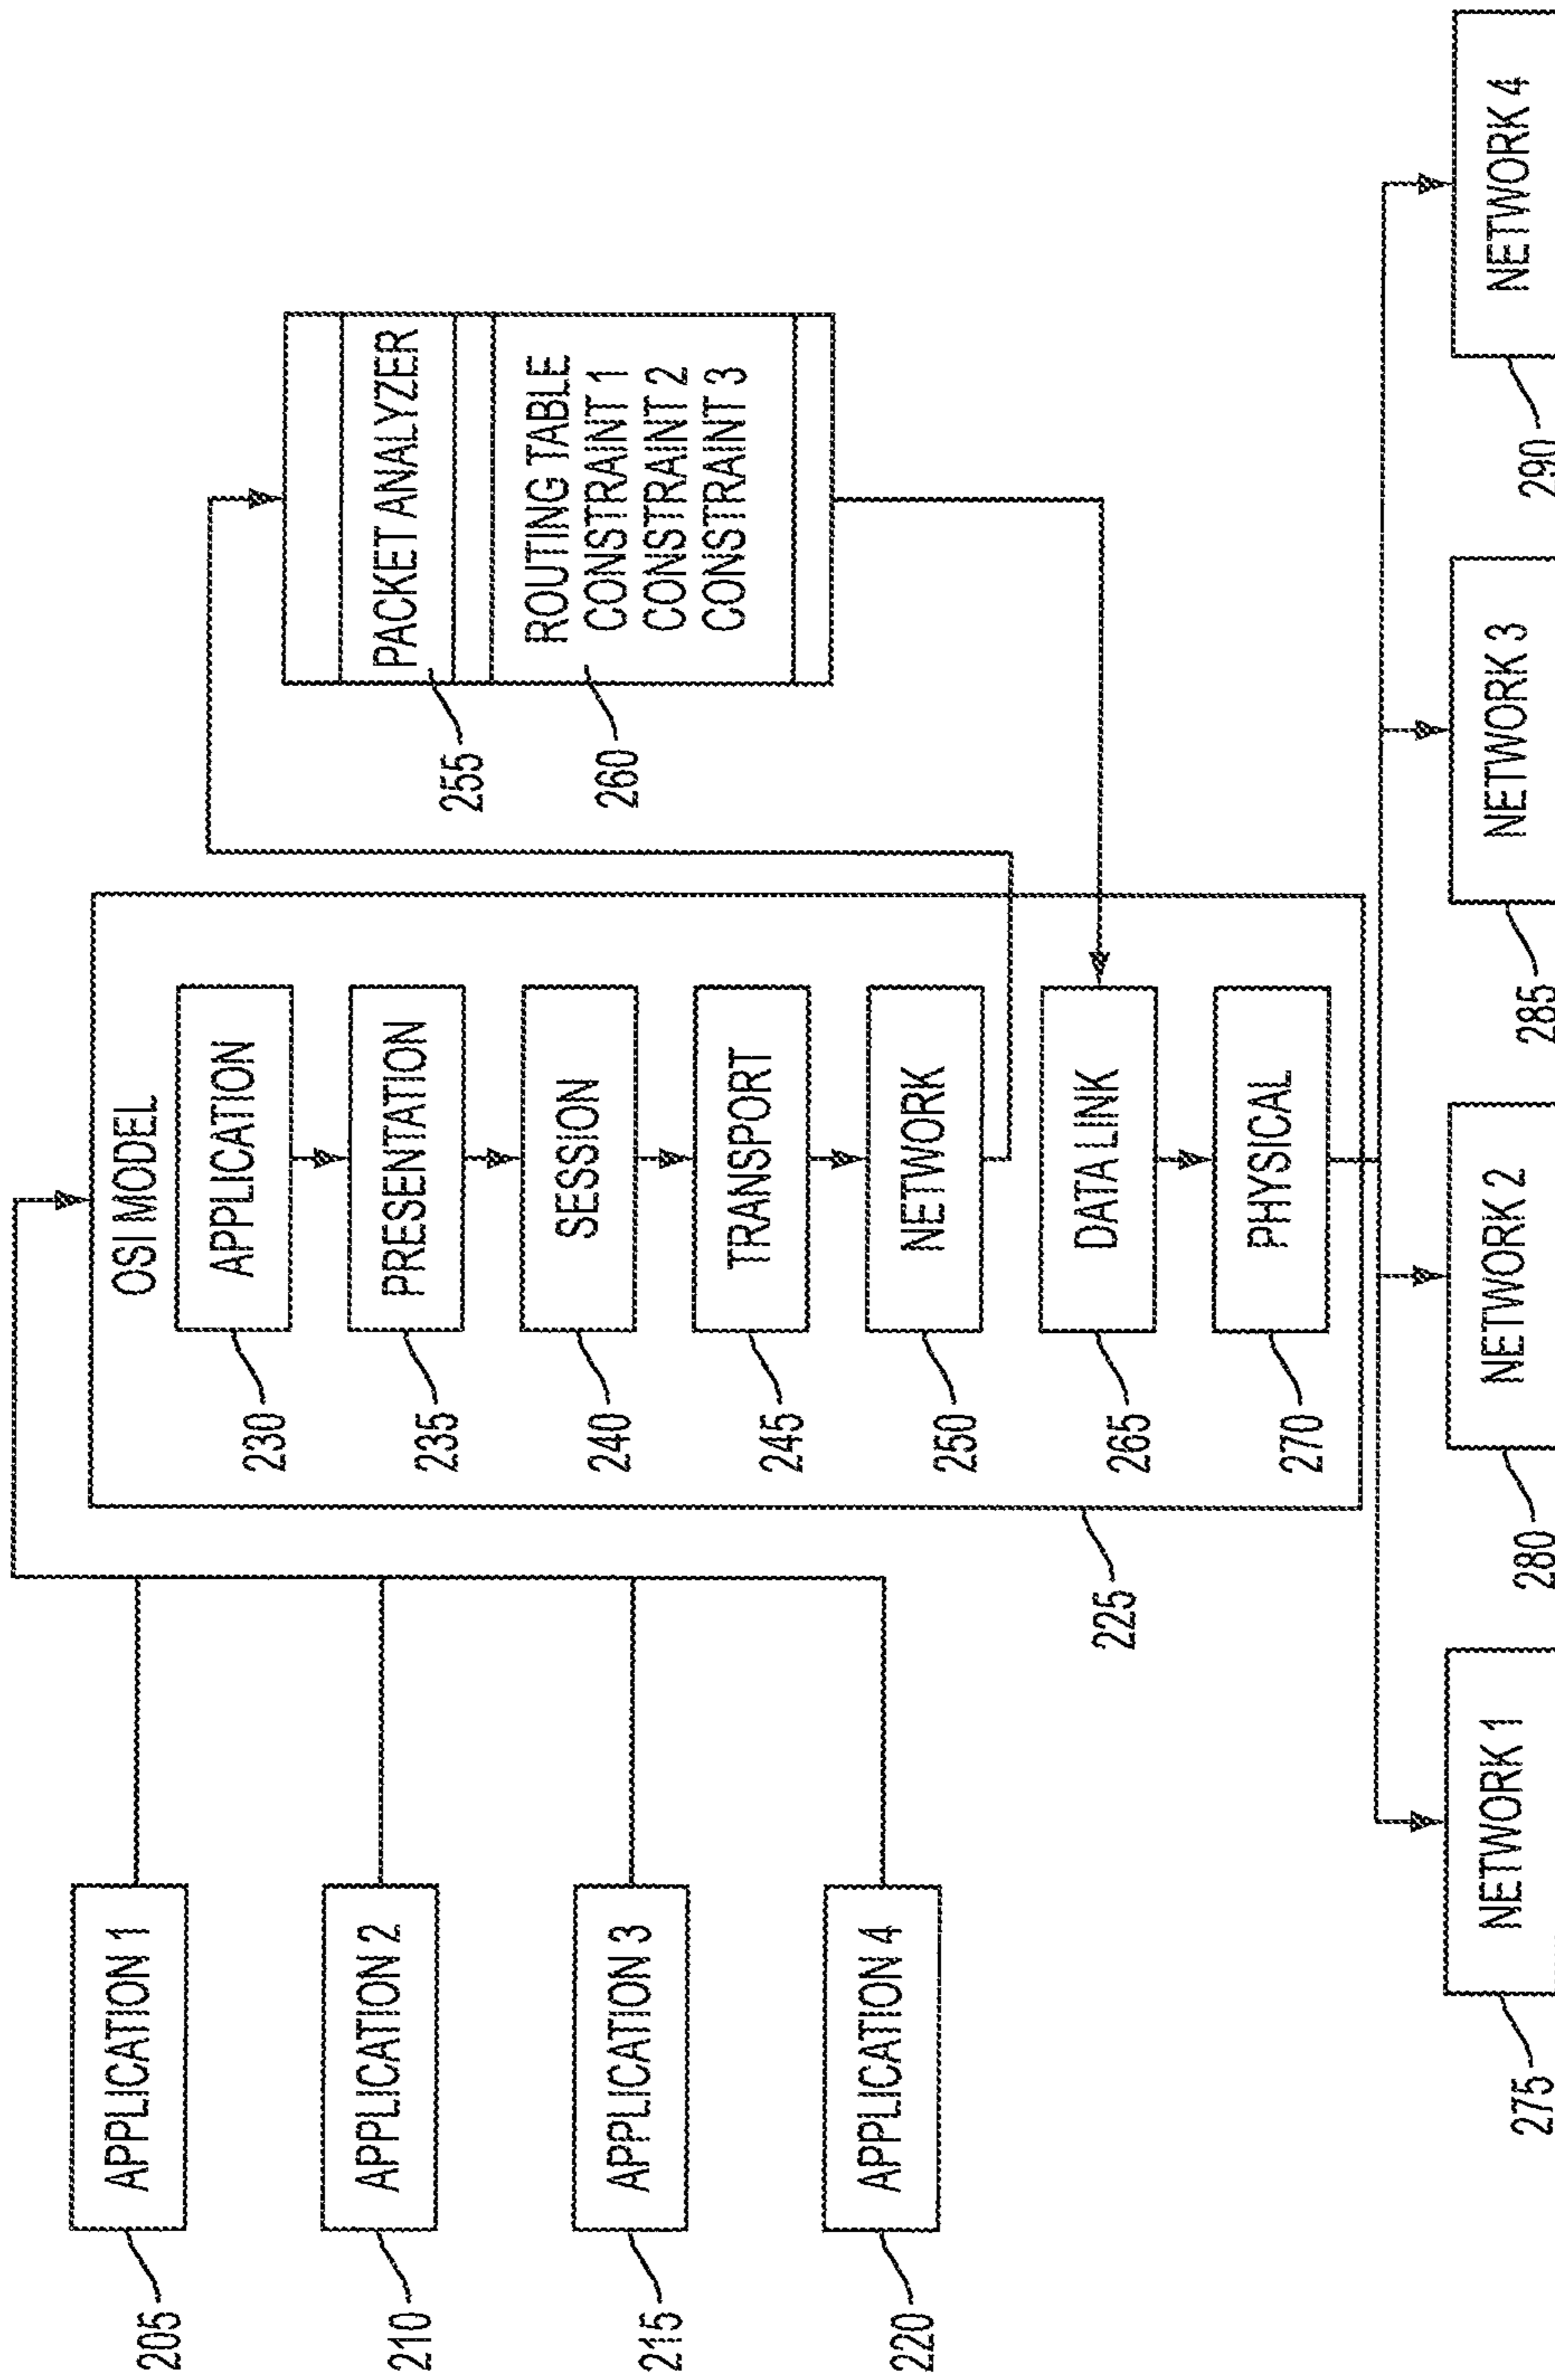 205
APPLICATION 1
210
APPLICATION 2
215
APPLICATION 3
220
APPLICATION 4
225
OSI MODEL
230
APPLICATION
235
PRESENTATION
240
SESSION
245
TRANSPORT
250
NETWORK
265
DATA LINK
270
PHYSICAL
255
PACKET ANALYZER
260
ROUTING TABLE
CONSTRAINT 1
CONSTRAINT 2
CONSTRAINT 3
275
NETWORK 1
280
NETWORK 2
285
NETWORK 3
290
NETWORK 4